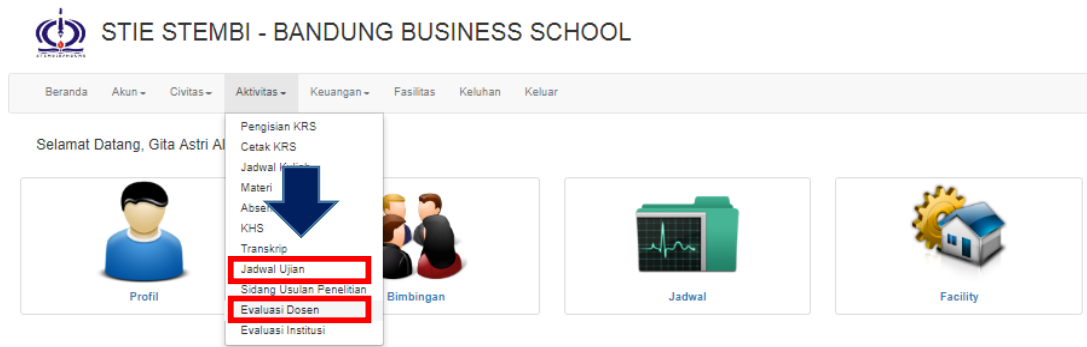 STIE STEMBI - BANDUNG BUSINESS SCHOOL
Beranda Akun Civitas Aktivitas Keuangan Fasilitas Keluhan Keluar
Selamat Datang, Gita Astri
Pengisian KRS
Cetak KRS
Jadwal
Materi
KHS
Transkrip
Jadwal Ujian
Sidang Usulan Penelitian
Evaluasi Dosen
Evaluasi Institusi
Profil Bimbingan Jadwal Facility